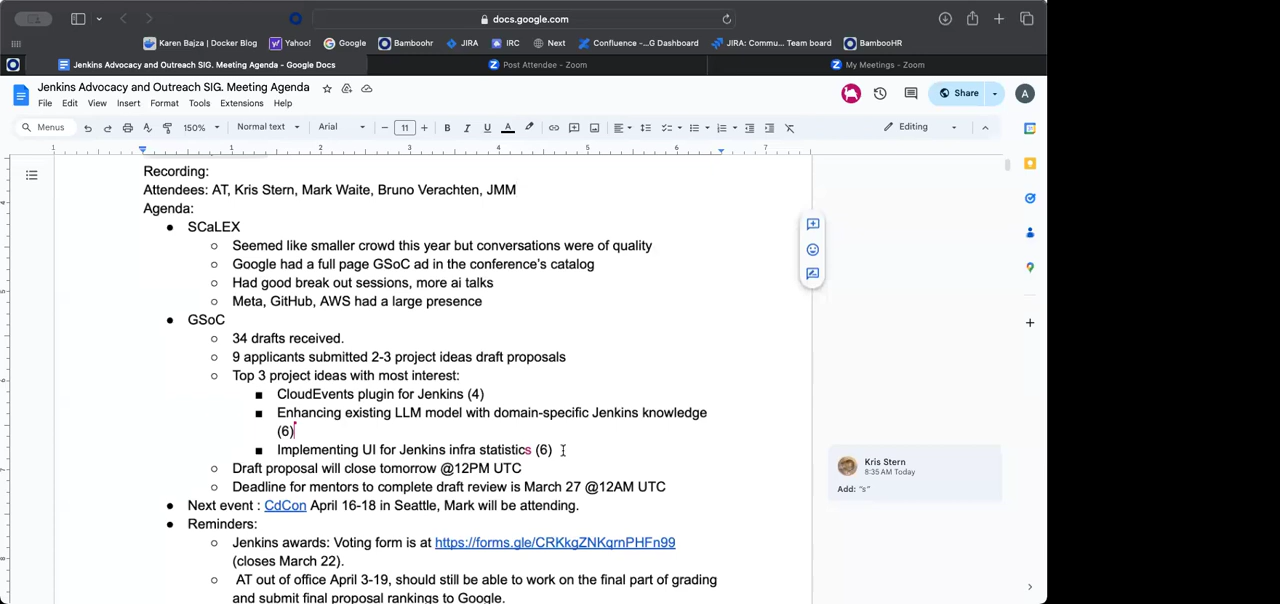 docs.google.com
Karen Bajza | Docker Blog
Yahoo!
Google
Bamboohr
JIRA
IRC
Next
Confluence ...G Dashboard
JIRA: Commu... Team board
BambooHR
Jenkins Advocacy and Outreach SIG. Meeting Agenda - Google Docs
Post Attendee - Zoom
My Meetings - Zoom
Jenkins Advocacy and Outreach SIG. Meeting Agenda
Share
A
File Edit View Insert Format Tools Extensions Help
Menus
150%
Normal text
Arial
11
B I U A
Editing
1 1 2 3 4 5 6 7
Recording:
Attendees: AT, Kris Stern, Mark Waite, Bruno Verachten, JMM
Agenda:
● SCaLEX
○ Seemed like smaller crowd this year but conversations were of quality
○ Google had a full page GSoC ad in the conference's catalog
○ Had good break out sessions, more ai talks
○ Meta, GitHub, AWS had a large presence
● GSoC
○ 34 drafts received.
○ 9 applicants submitted 2-3 project ideas draft proposals
○ Top 3 project ideas with most interest:
■ CloudEvents plugin for Jenkins (4)
■ Enhancing existing LLM model with domain-specific Jenkins knowledge
(6)
■ Implementing UI for Jenkins infra statistics (6)
○ Draft proposal will close tomorrow @12PM UTC
○ Deadline for mentors to complete draft review is March 27 @12AM UTC
● Next event : CdCon April 16-18 in Seattle, Mark will be attending.
● Reminders:
○ Jenkins awards: Voting form is at https://forms.gle/CRKkgZNKqrnPHFn99
(closes March 22).
○ AT out of office April 3-19, should still be able to work on the final part of grading
and submit final proposal rankings to Google.
Kris Stern
8:35 AM Today
Add: "s"